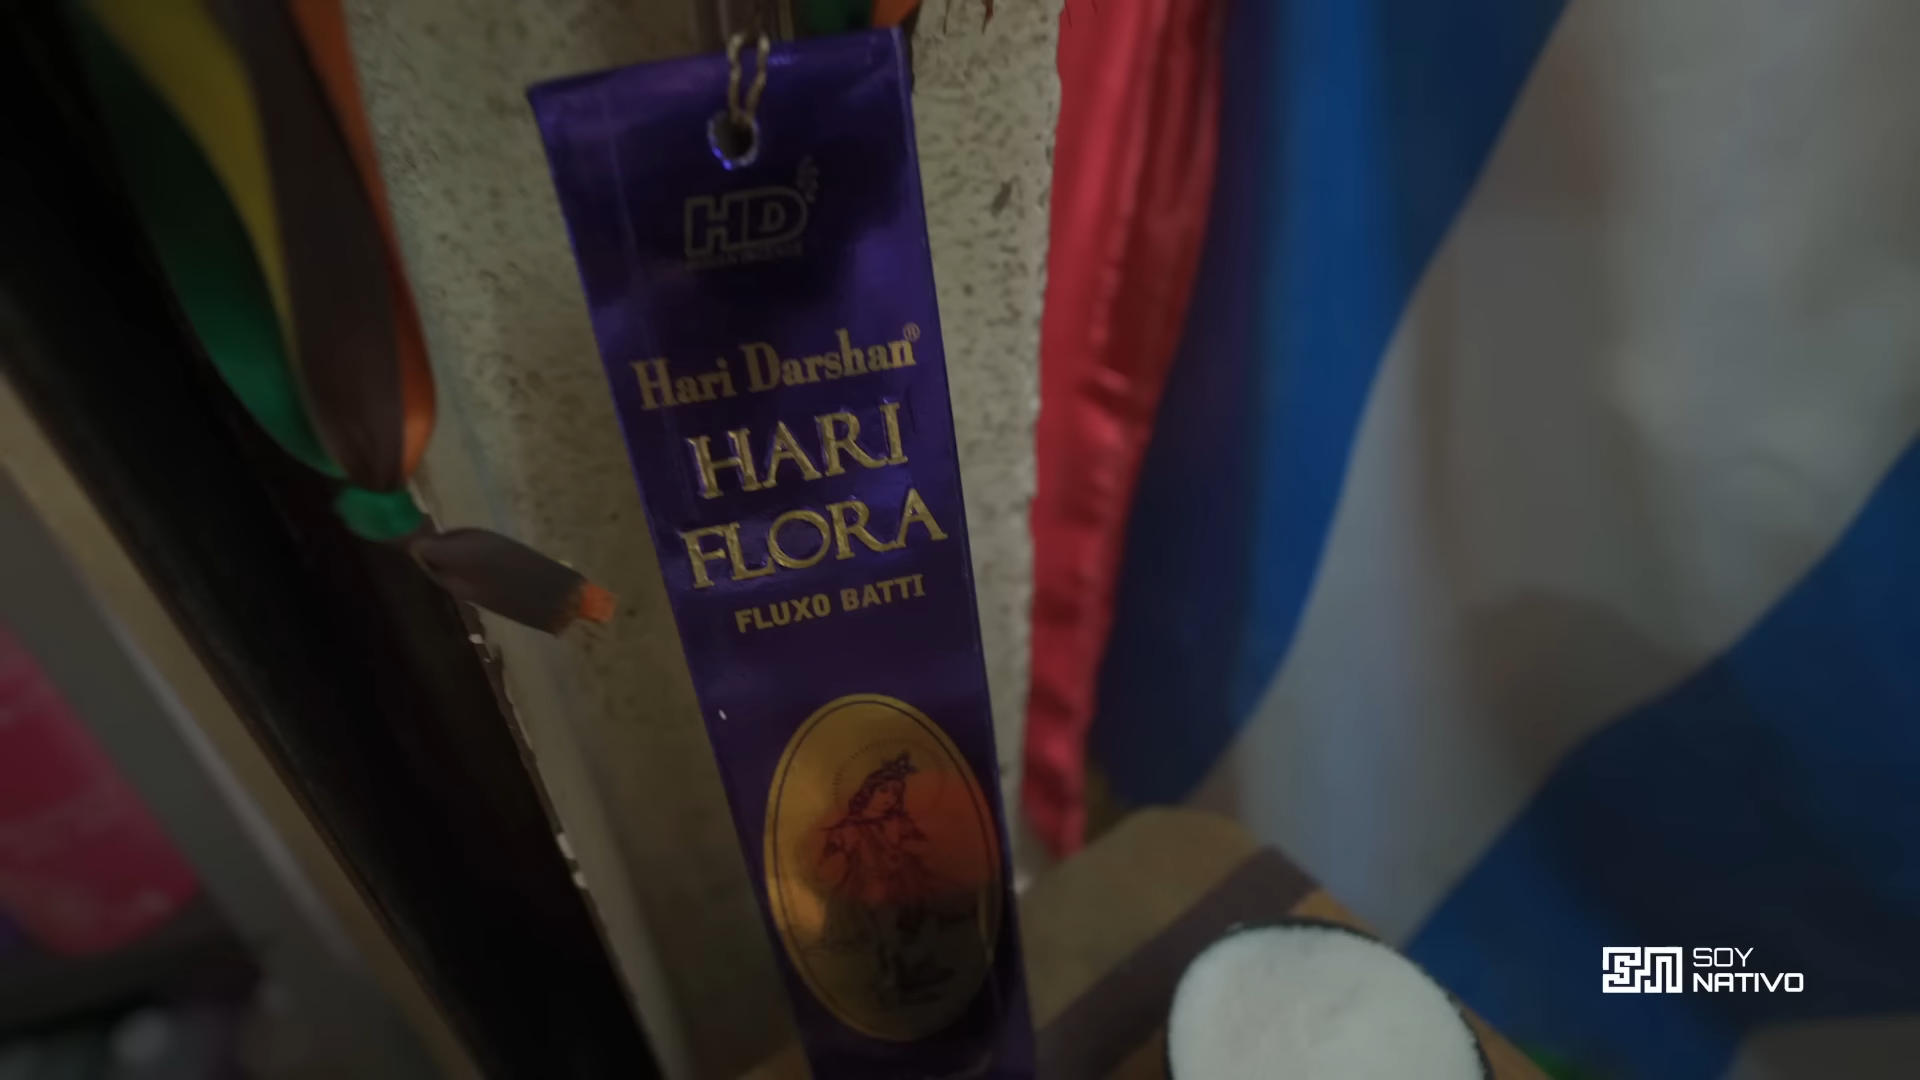 HD
Hari Darshan®
HARI
FLORA
FLUXO BATTI
SOY
NATIVO